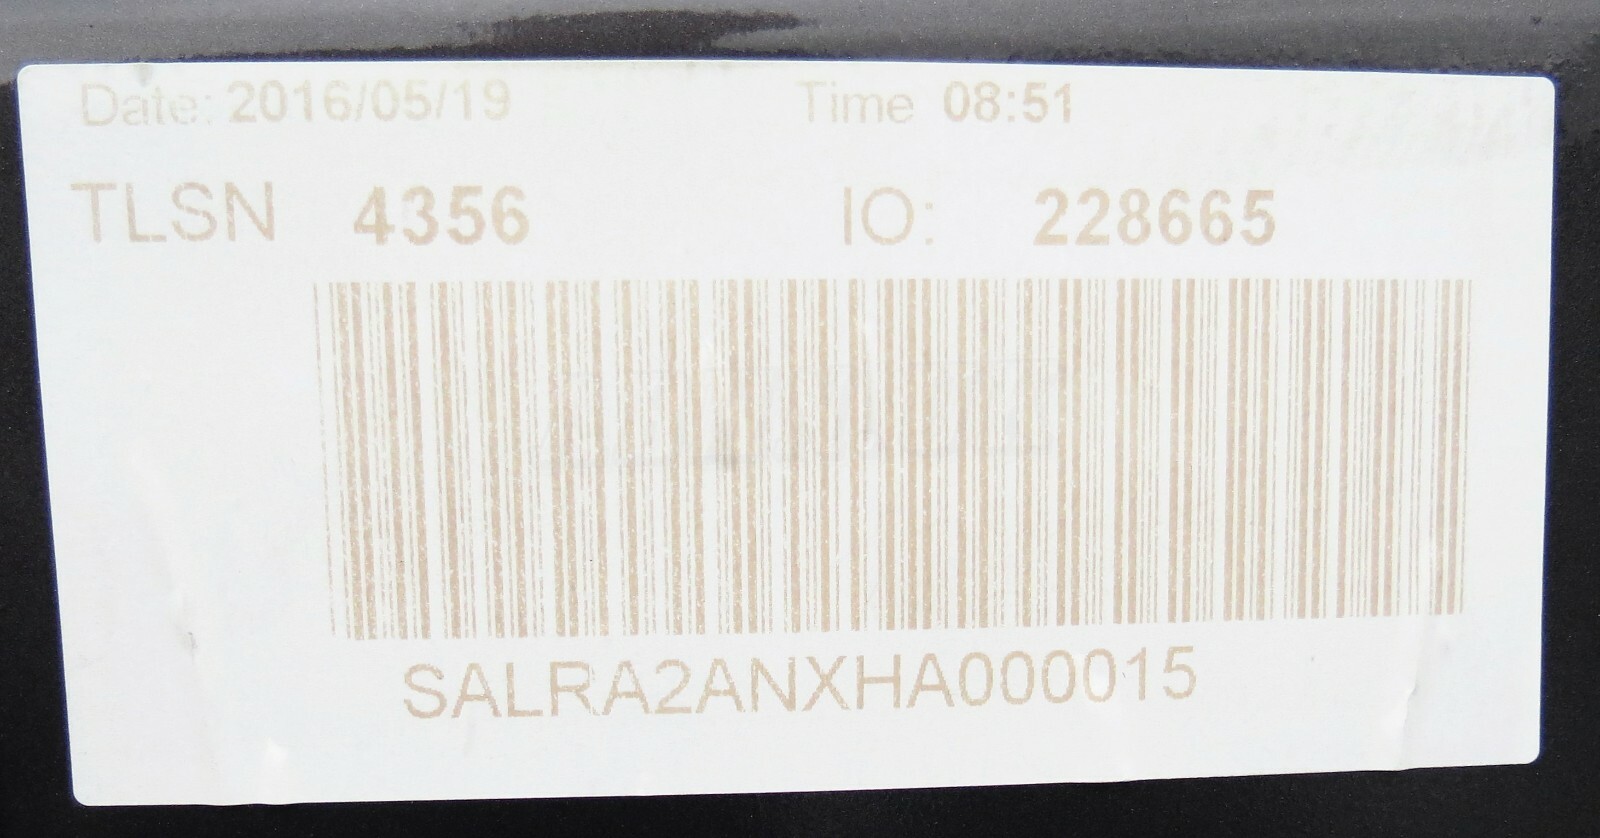 Date: 2016/05/19 Time 08:51
TLSN 4356 IO: 228665
SALRA2ANXHA000015